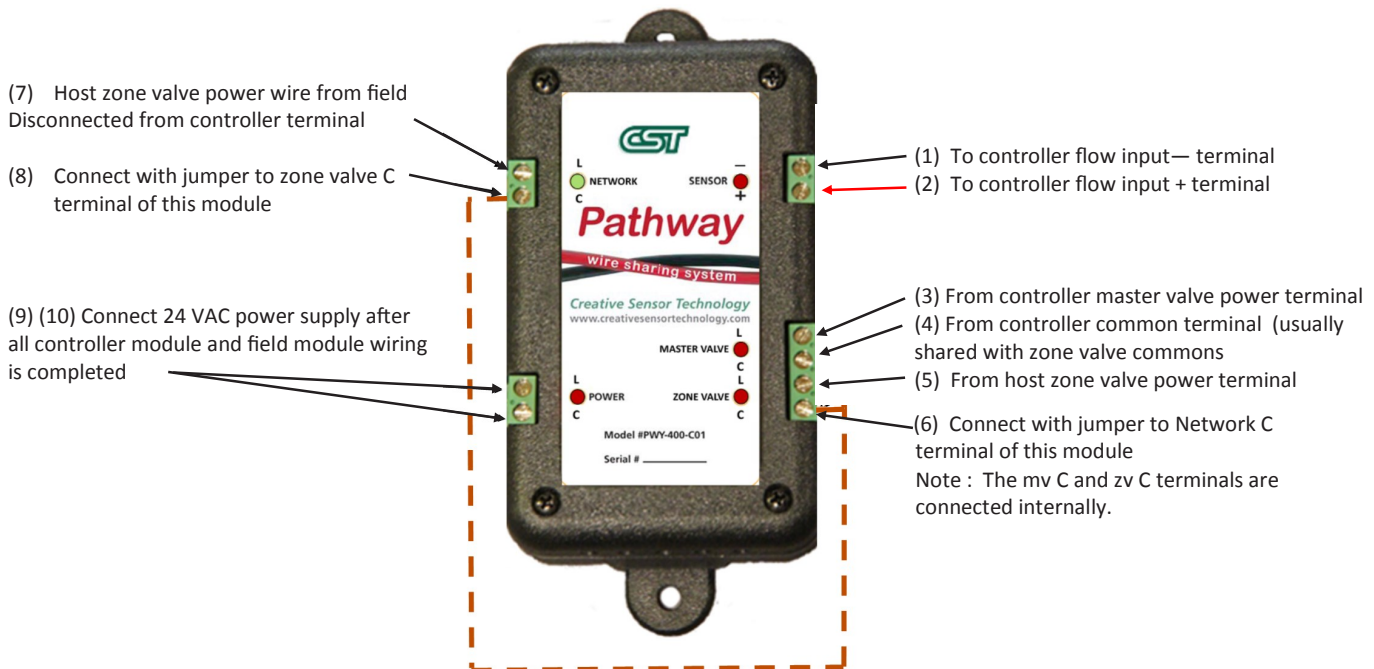 (7) Host zone valve power wire from field
Disconnected from controller terminal
(8) Connect with jumper to zone valve C
terminal of this module
(9) (10) Connect 24 VAC power supply after
all controller module and field module wiring
is completed
CST
L
NETWORK
C
SENSOR
—
+
Pathway
wire sharing system
Creative Sensor Technology
www.creativesensortechnology.com
L
MASTER VALVE
C
L
POWER
C
L
ZONE VALVE
C
Model #PWY-400-C01
Serial #
(1) To controller flow input— terminal
(2) To controller flow input + terminal
(3) From controller master valve power terminal
(4) From controller common terminal (usually
shared with zone valve commons
(5) From host zone valve power terminal
(6) Connect with jumper to Network C
terminal of this module
Note : The mv C and zv C terminals are
connected internally.